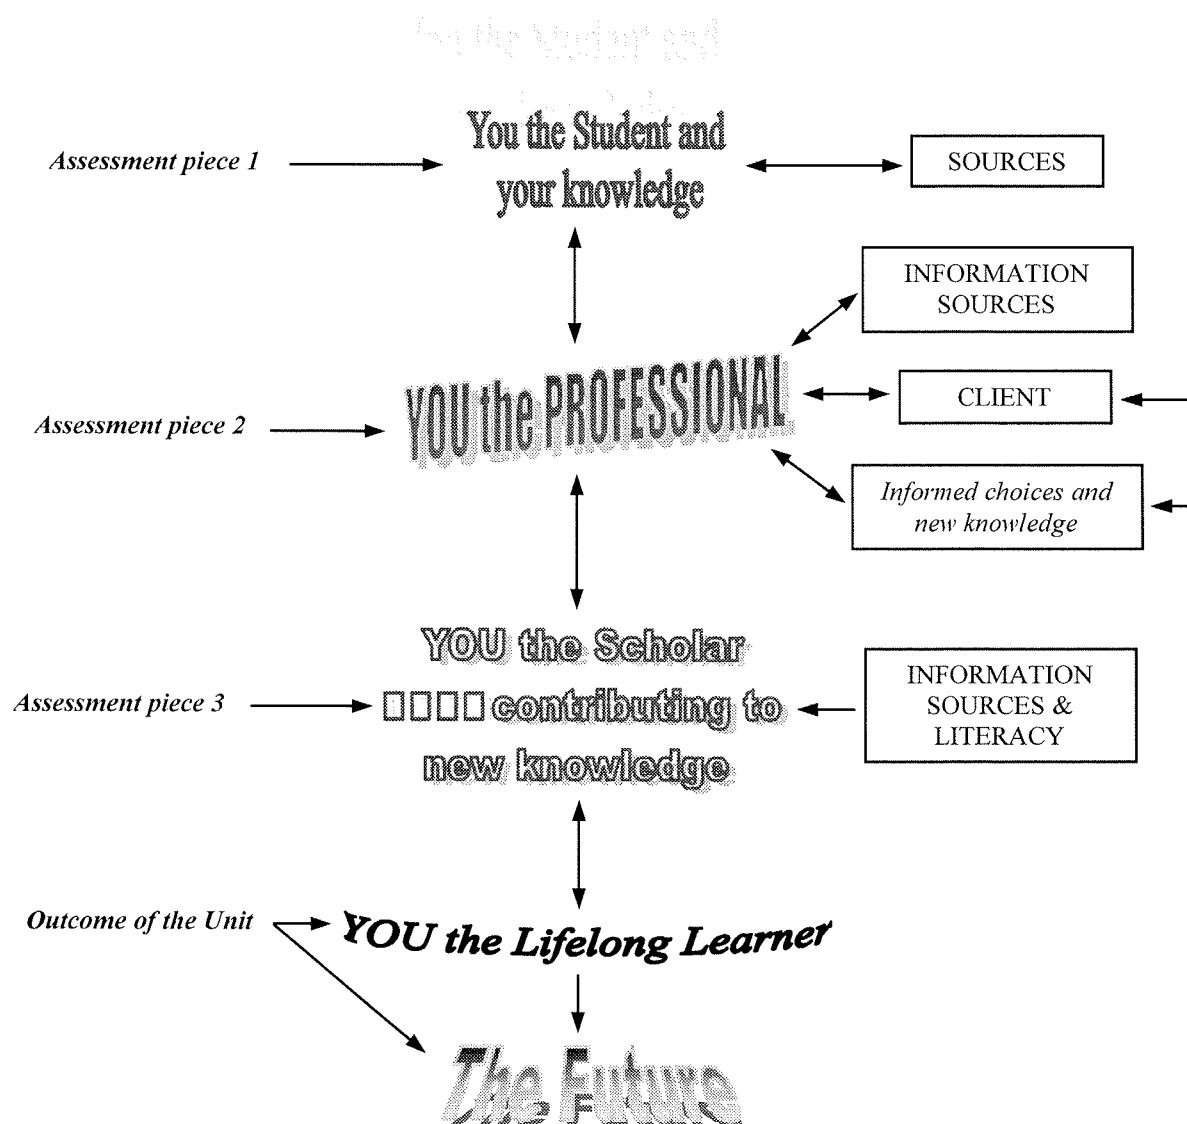 You the Student and
your knowledge
Assessment piece 1
SOURCES
INFORMATION
SOURCES
YOU the PROFESSIONAL
CLIENT
Assessment piece 2
Informed choices and
new knowledge
YOU the Scholar
contributing to
new knowledge
Assessment piece 3
INFORMATION
SOURCES &
LITERACY
Outcome of the Unit
YOU the Lifelong Learner
The Future